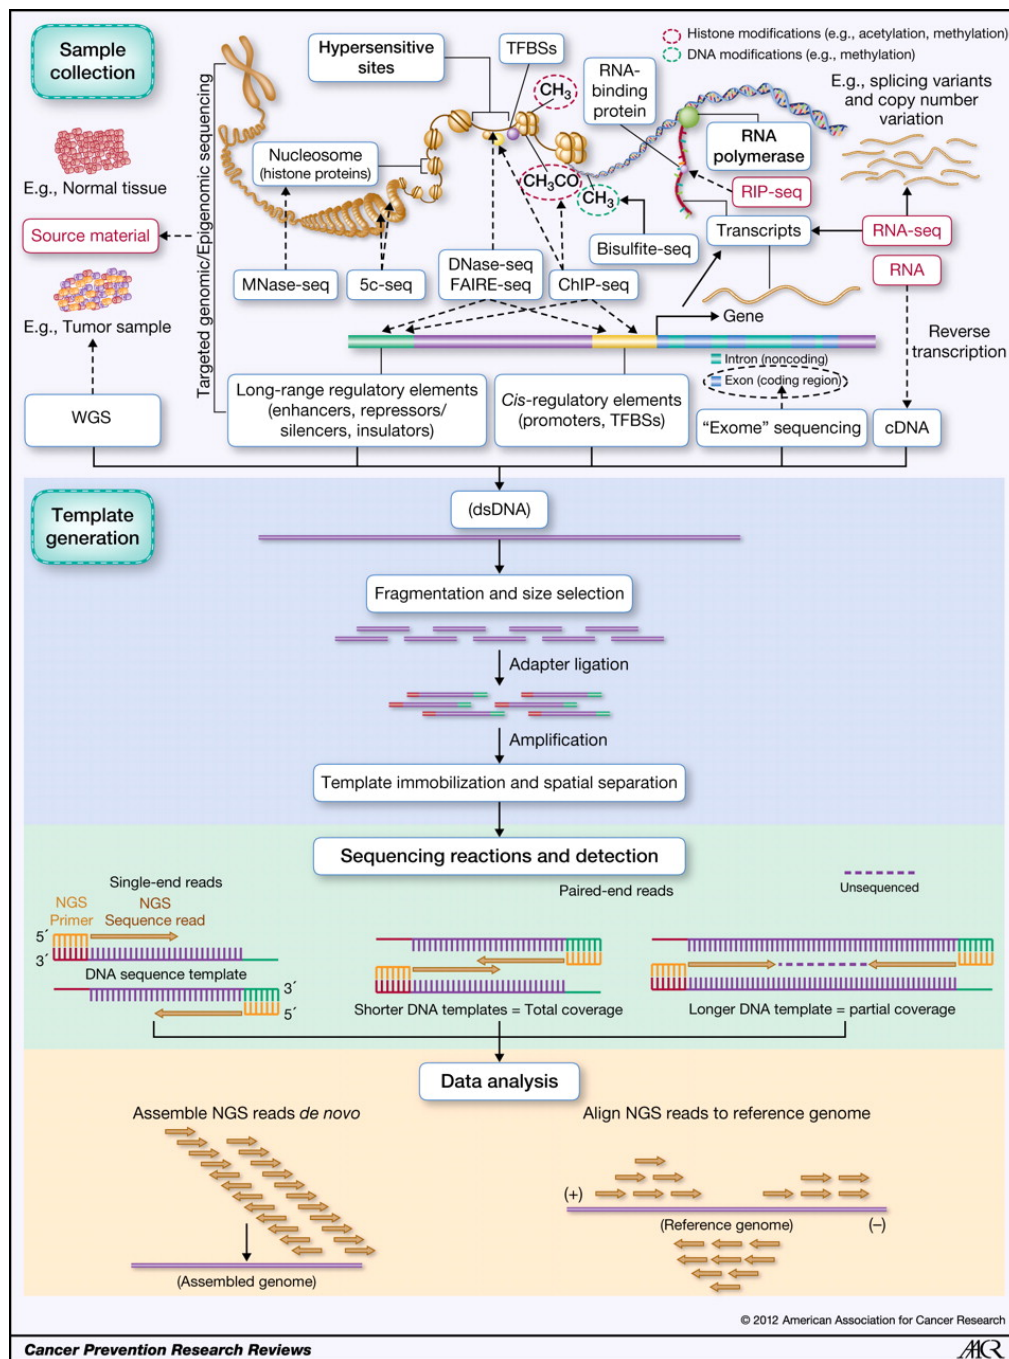 Sample
collection
Hypersensitive
sites
TFBSs
Histone modifications (e.g., acetylation, methylation)
DNA modifications (e.g., methylation)
CH₃
RNA-
binding
protein
E.g., splicing variants
and copy number
variation
RNA
polymerase
Nucleosome
(histone proteins)
E.g., Normal tissue
CH₃CO
CH₃
RIP-seq
Source material
Transcripts
RNA-seq
Bisulfite-seq
MNase-seq
5c-seq
DNase-seq
FAIRE-seq
ChIP-seq
RNA
E.g., Tumor sample
Targeted genomic/Epigenomic sequencing
Gene
Reverse
transcription
Intron (noncoding)
Exon (coding region)
WGS
Long-range regulatory elements
(enhancers, repressors/
silencers, insulators)
Cis-regulatory elements
(promoters, TFBSs)
“Exome” sequencing
cDNA
Template
generation
(dsDNA)
Fragmentation and size selection
Adapter ligation
Amplification
Template immobilization and spatial separation
Sequencing reactions and detection
Single-end reads
Paired-end reads
Unsequenced
NGS
Primer
NGS
Sequence read
5´
3´
DNA sequence template
3´
5´
Shorter DNA templates = Total coverage
Longer DNA template = partial coverage
Data analysis
Assemble NGS reads de novo
Align NGS reads to reference genome
(+)
(Reference genome)
(–)
(Assembled genome)
© 2012 American Association for Cancer Research
Cancer Prevention Research Reviews
AACR